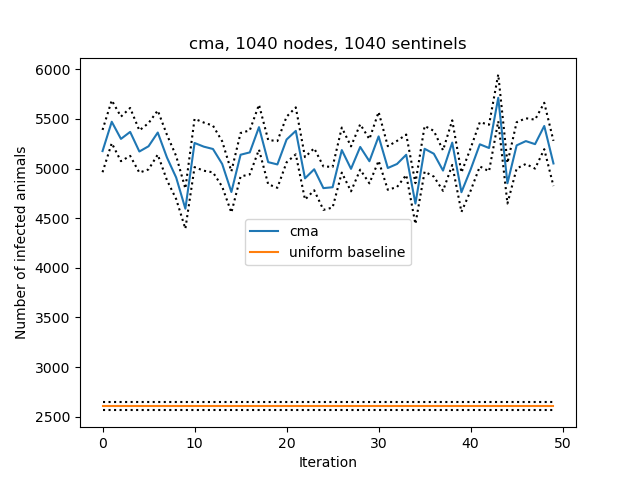 cma, 1040 nodes, 1040 sentinels
Number of infected animals
6000
5500
5000
4500
4000
3500
3000
2500
cma
uniform baseline
0 10 20 30 40 50
Iteration